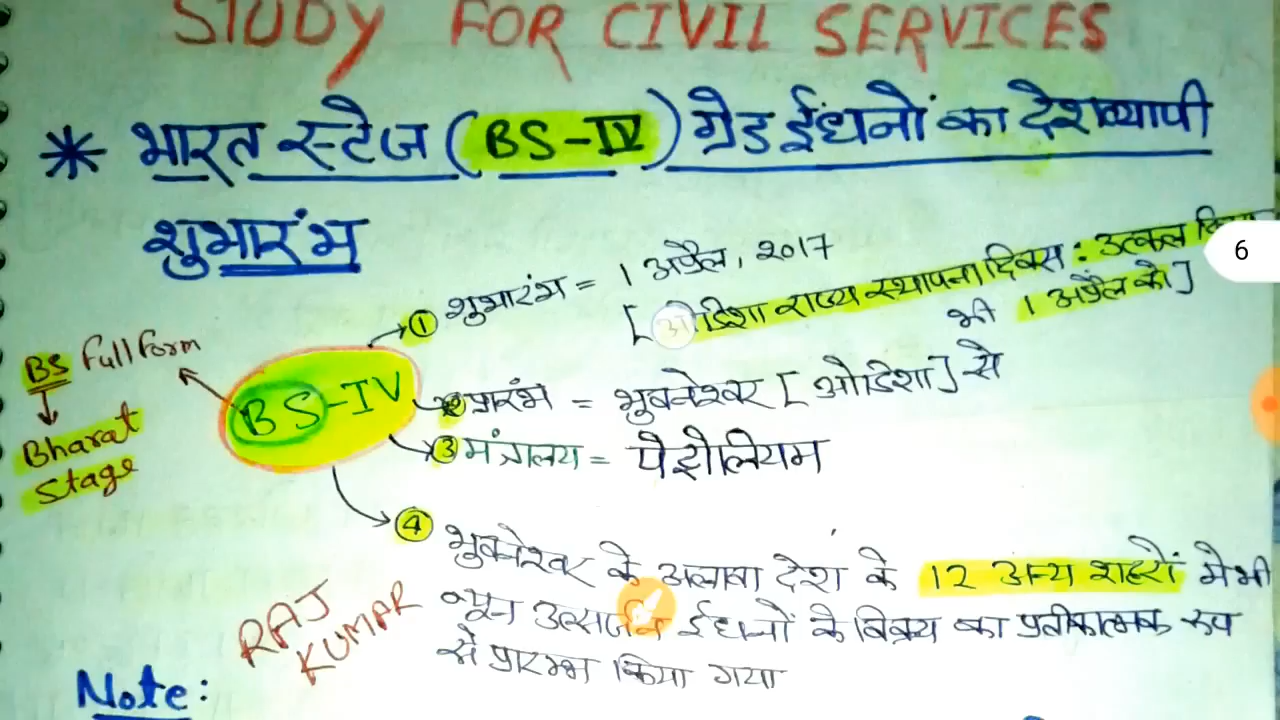 STUDY FOR CIVIL SERVICES
* भारत स्टेज (BS-IV) ग्रेड ईंधनों का देशव्यापी
शुभारंभ
① शुभारंभ = 1 अप्रैल, 2017
[ओडिशा राज्य स्थापना दिवस : उत्कल
भी 1 अप्रैल को]
6
BS Full form
Bharat
Stage
BS-IV
② प्रारंभ = भुवनेश्वर [ओडिशा] से
③ मंत्रालय = पेट्रोलियम
④ भुवनेश्वर के अलावा देश के 12 अन्य शहरों मे भी
न्यून उत्सर्जन ईधनों के विक्रय का प्रतीकात्मक रूप
से प्रारम्भ किया गया
RAJ
KUMAR
Note: